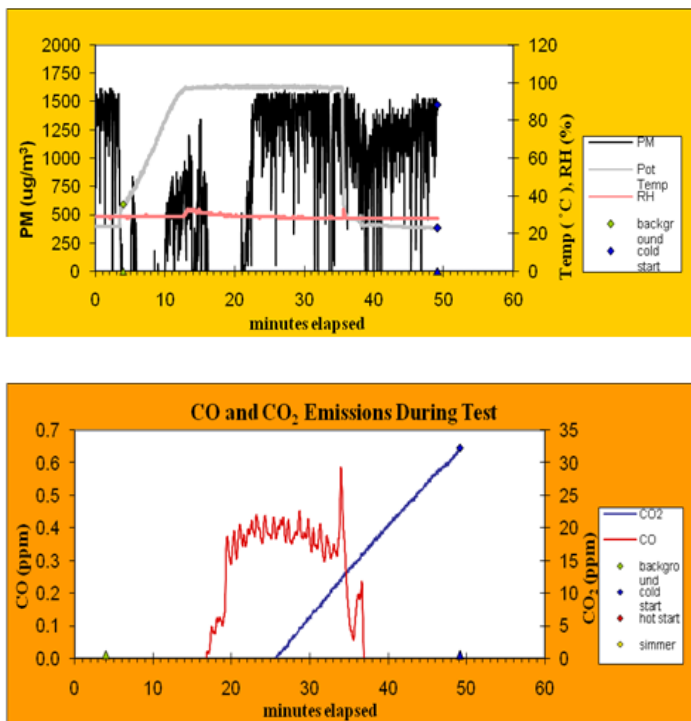 2000
1750
1500
1250
1000
750
500
250
0
PM (ug/m³)
120
100
80
60
40
20
0
Temp (˚C), RH (%)
0 10 20 30 40 50 60
minutes elapsed
PM
Pot
Temp
RH
backgr
ound
cold
start
CO and CO₂ Emissions During Test
0.7
0.6
0.5
0.4
0.3
0.2
0.1
0.0
CO (ppm)
35
30
25
20
15
10
5
0
CO₂ (ppm)
0 10 20 30 40 50 60
minutes elapsed
CO2
CO
backgro
und
cold
start
hot start
simmer